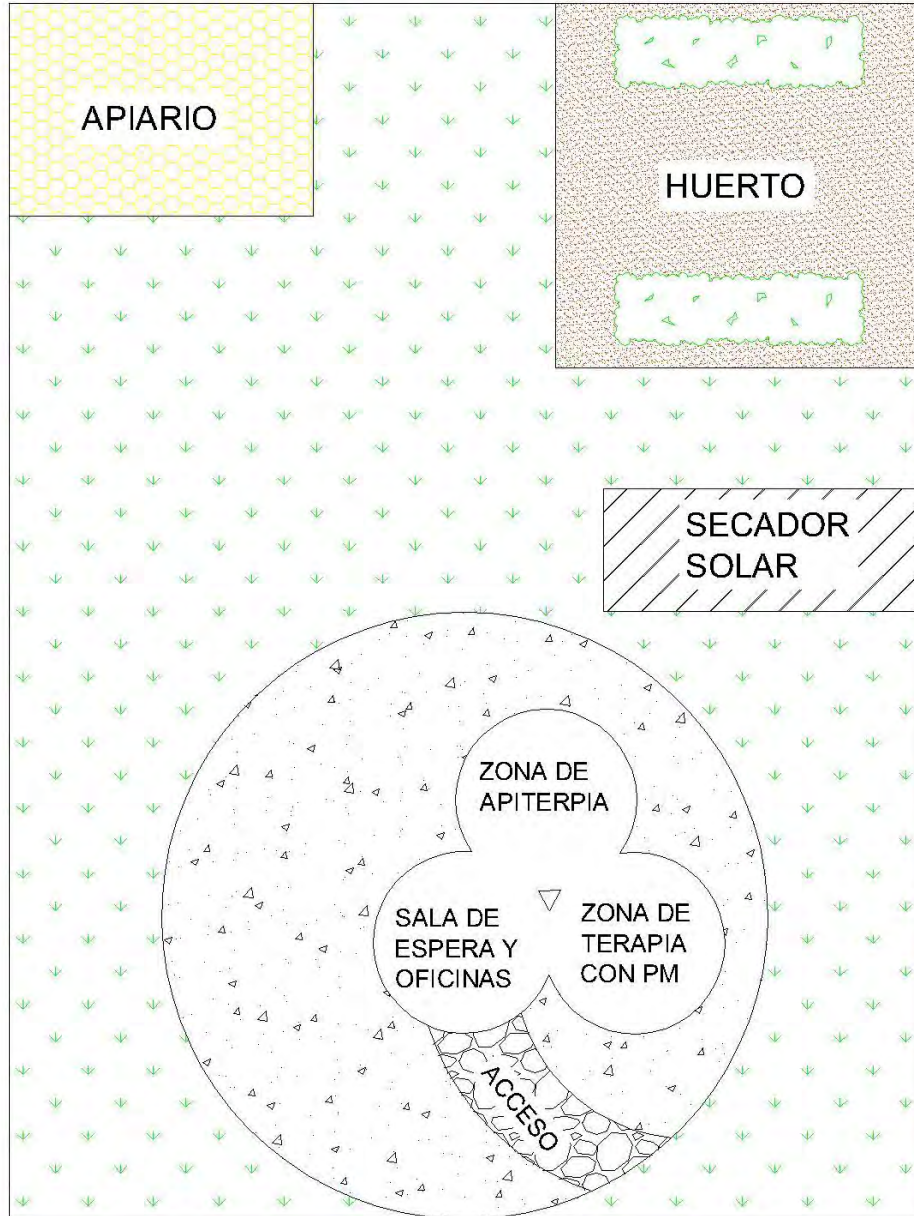 APIARIO
HUERTO
SECADOR
SOLAR
ZONA DE
APITERPIA
SALA DE
ESPERA Y
OFICINAS
ZONA DE
TERAPIA
CON PM
ACCESO